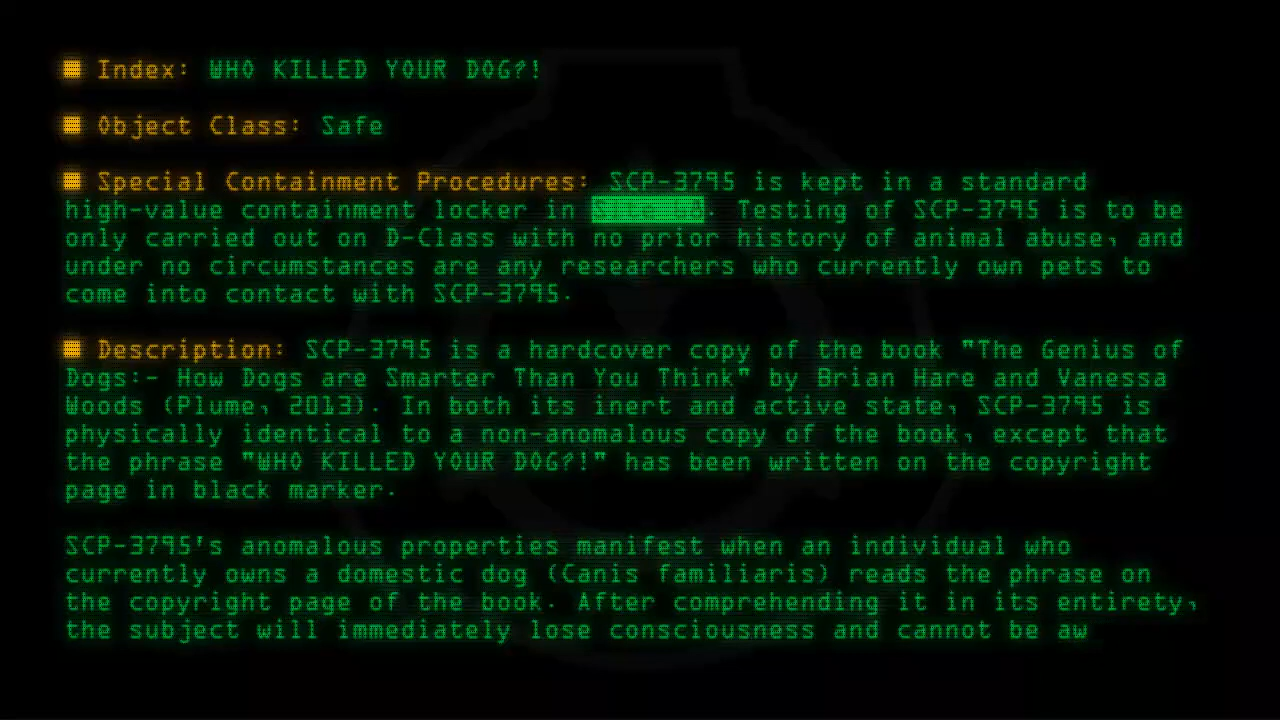 ■ Index: WHO KILLED YOUR DOG?!
■ Object Class: Safe
■ Special Containment Procedures: SCP-3795 is kept in a standard
high-value containment locker in . Testing of SCP-3795 is to be
only carried out on D-Class with no prior history of animal abuse, and
under no circumstances are any researchers who currently own pets to
come into contact with SCP-3795.
■ Description: SCP-3795 is a hardcover copy of the book "The Genius of
Dogs:- How Dogs are Smarter Than You Think" by Brian Hare and Vanessa
Woods (Plume, 2013). In both its inert and active state, SCP-3795 is
physically identical to a non-anomalous copy of the book, except that
the phrase "WHO KILLED YOUR DOG?!" has been written on the copyright
page in black marker.
SCP-3795's anomalous properties manifest when an individual who
currently owns a domestic dog (Canis familiaris) reads the phrase on
the copyright page of the book. After comprehending it in its entirety,
the subject will immediately lose consciousness and cannot be aw